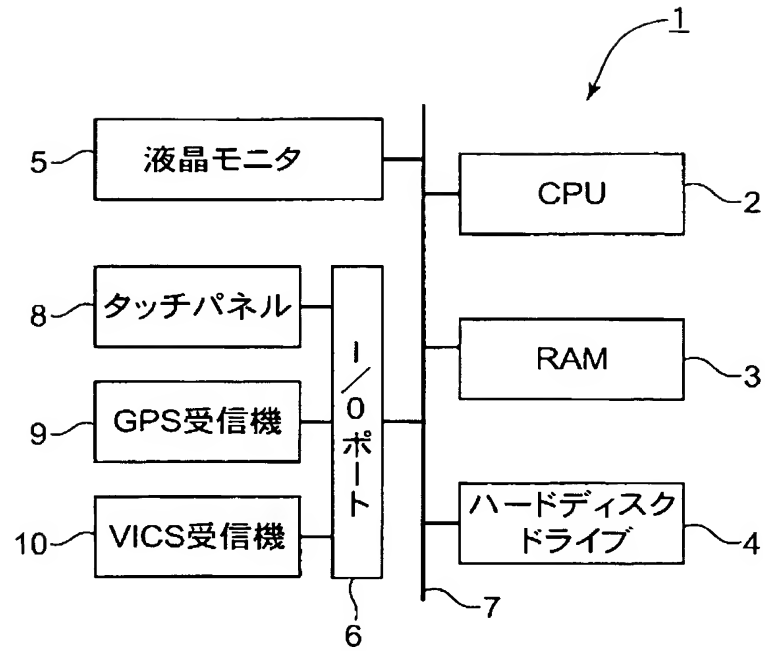 1
5
液晶モニタ
CPU
2
8
タッチパネル
I/Oポート
RAM
3
9
GPS受信機
10
VICS受信機
ハードディスク
ドライブ
4
6
7